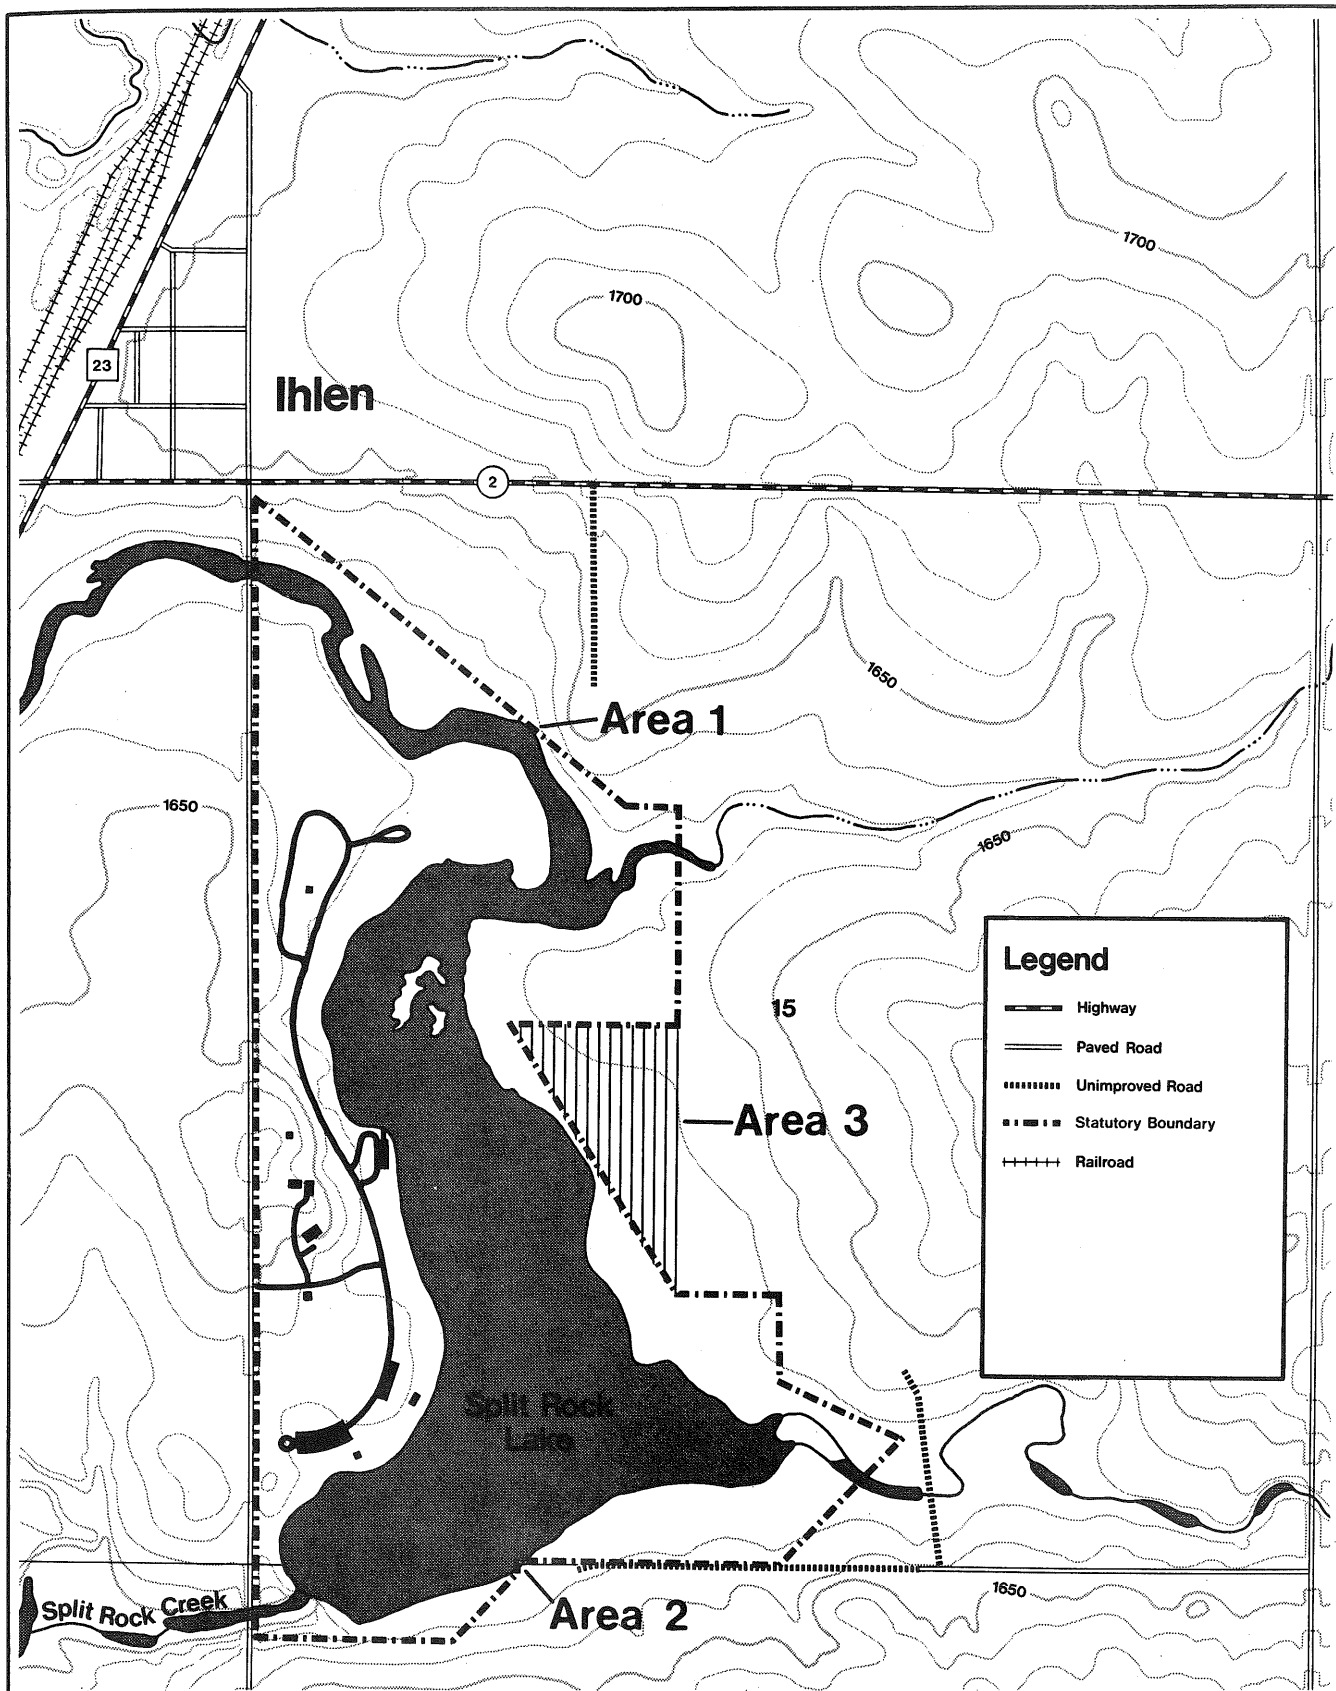 1700
1700
23
Ihlen
2
1650
Area 1
1650
1650
Legend
Highway
15
Paved Road
Unimproved Road
Area 3
Statutory Boundary
Railroad
Split Rock
Lake
1650
Split Rock Creek
Area 2